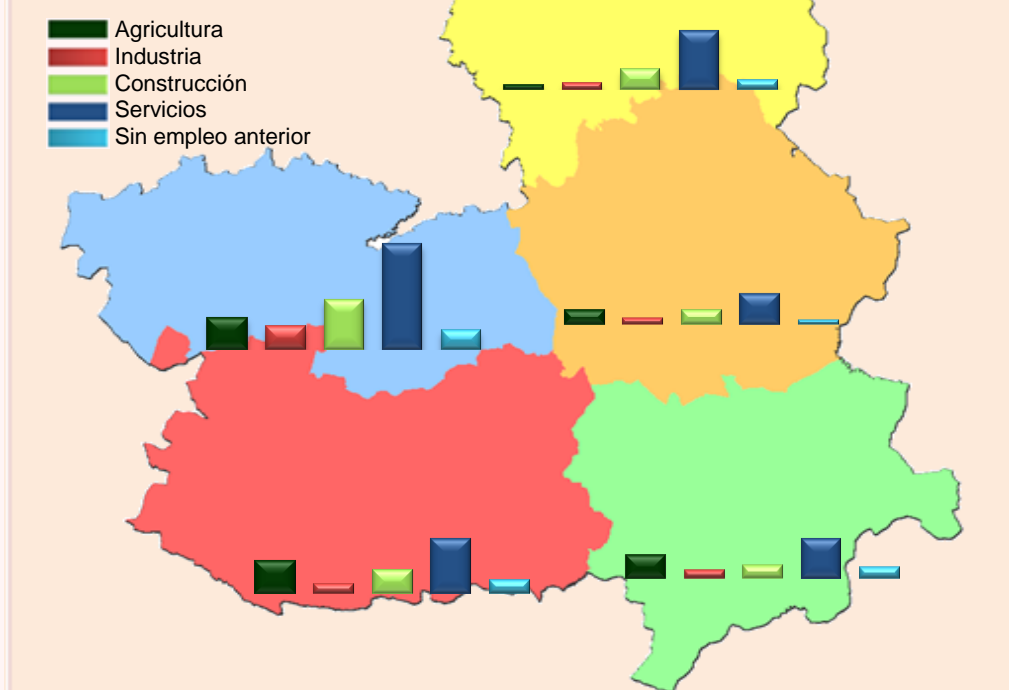 Agricultura
Industria
Construcción
Servicios
Sin empleo anterior